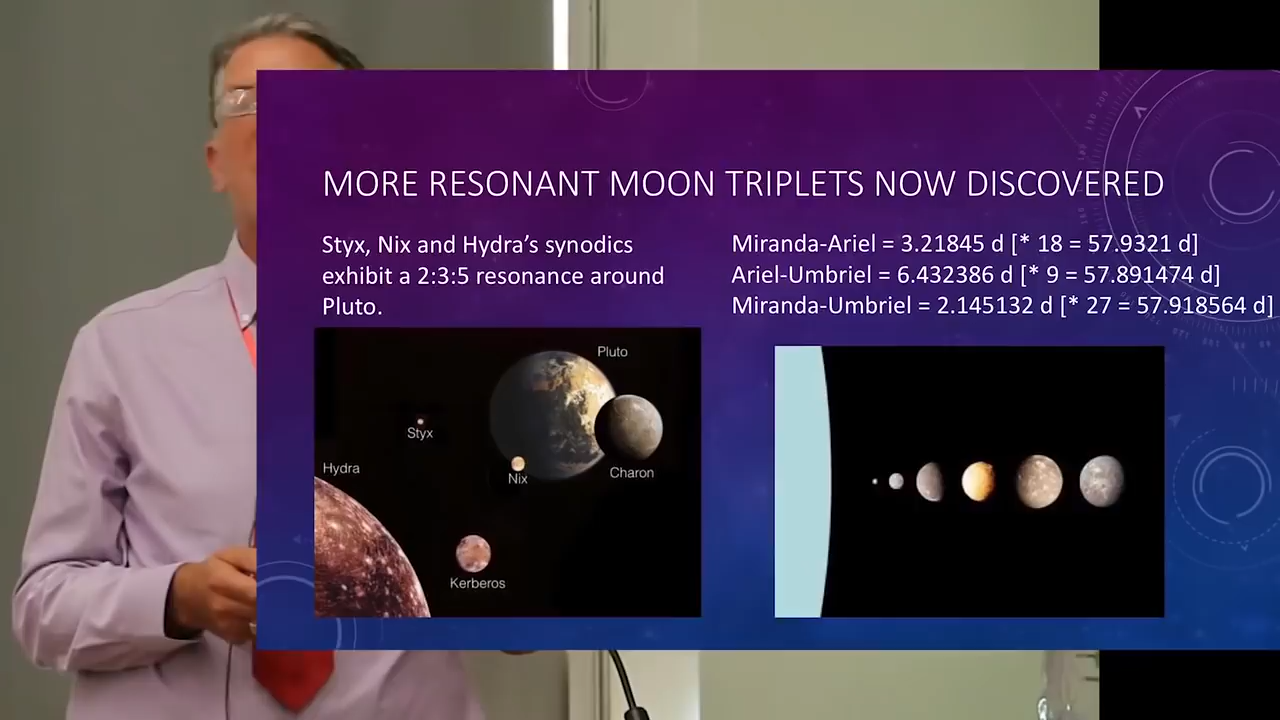 MORE RESONANT MOON TRIPLETS NOW DISCOVERED
Styx, Nix and Hydra's synodics
exhibit a 2:3:5 resonance around
Pluto.
Miranda-Ariel = 3.21845 d [* 18 = 57.9321 d]
Ariel-Umbriel = 6.432386 d [* 9 = 57.891474 d]
Miranda-Umbriel = 2.145132 d [* 27 = 57.918564 d]
Pluto
Styx
Hydra
Nix
Charon
Kerberos